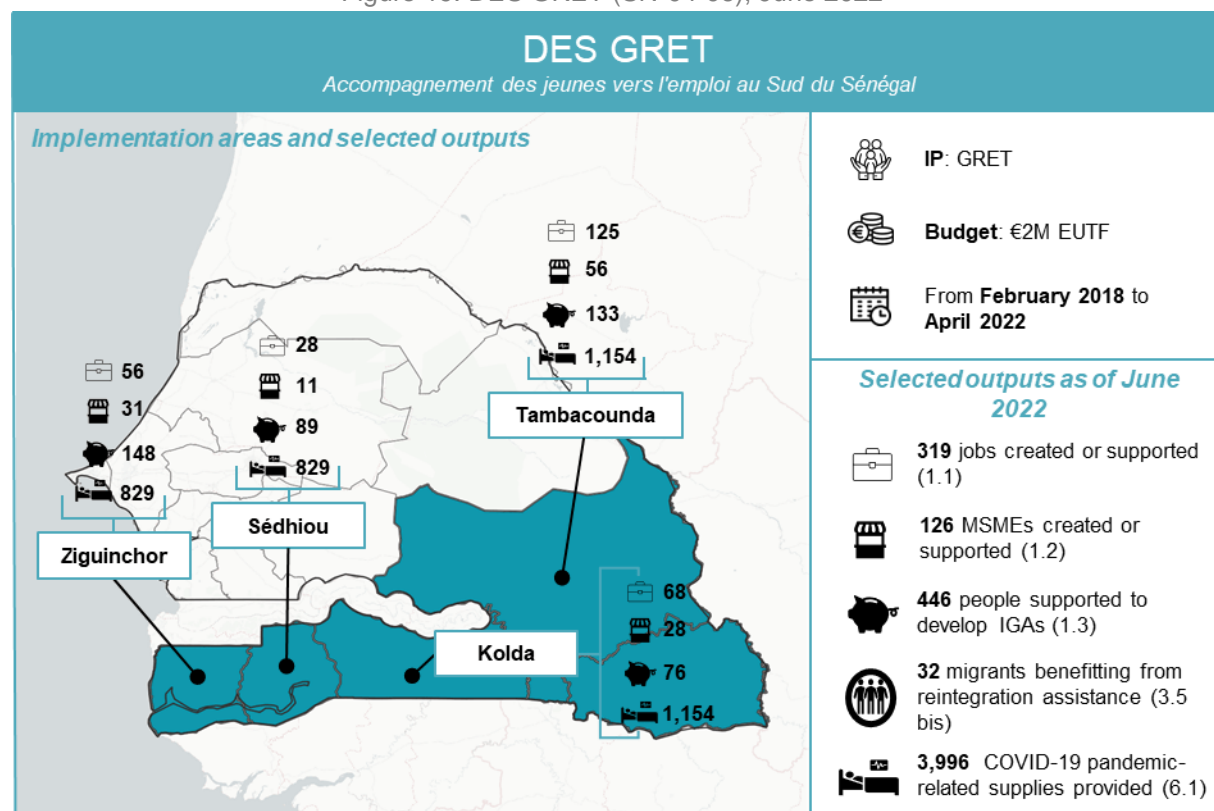 DES GRET
Accompagnement des jeunes vers l'emploi au Sud du Sénégal
Implementation areas and selected outputs
125
56
133
1,154
Tambacounda
28
11
89
829
Sédhiou
56
31
148
829
Ziguinchor
68
28
76
1,154
Kolda
IP: GRET
Budget: €2M EUTF
From February 2018 to
April 2022
Selected outputs as of June
2022
319 jobs created or supported
(1.1)
126 MSMEs created or
supported (1.2)
446 people supported to
develop IGAs (1.3)
32 migrants benefitting from
reintegration assistance (3.5
bis)
3,996 COVID-19 pandemic-
related supplies provided (6.1)